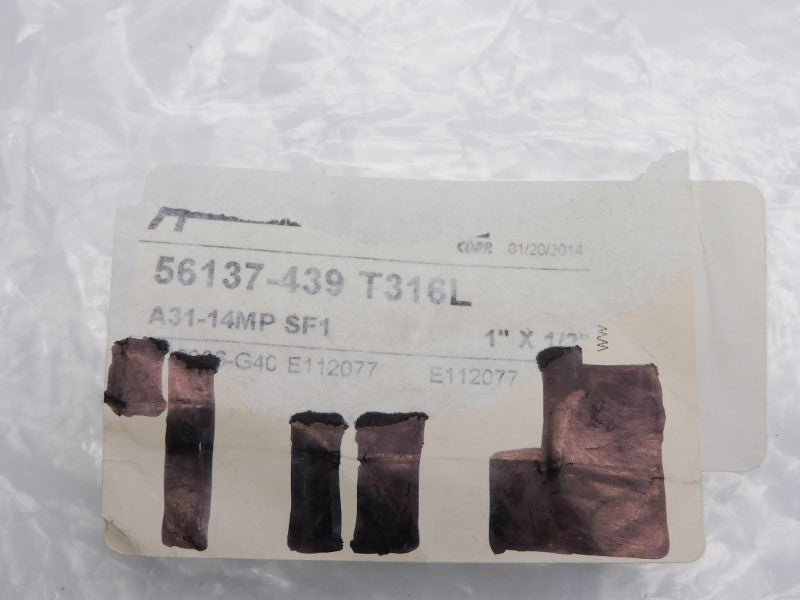 CORR 01/20/2014
56137-439 T316L
A31-14MP SF1 1" X 1/2"
-G40 E112077 E112077